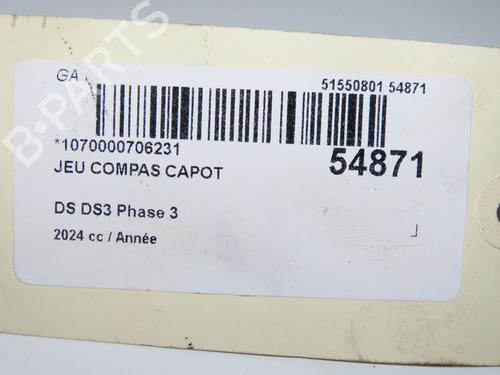 B-PARTS
GA
51550801 54871
*1070000706231
54871
JEU COMPAS CAPOT
DS DS3 Phase 3
2024 cc / Année